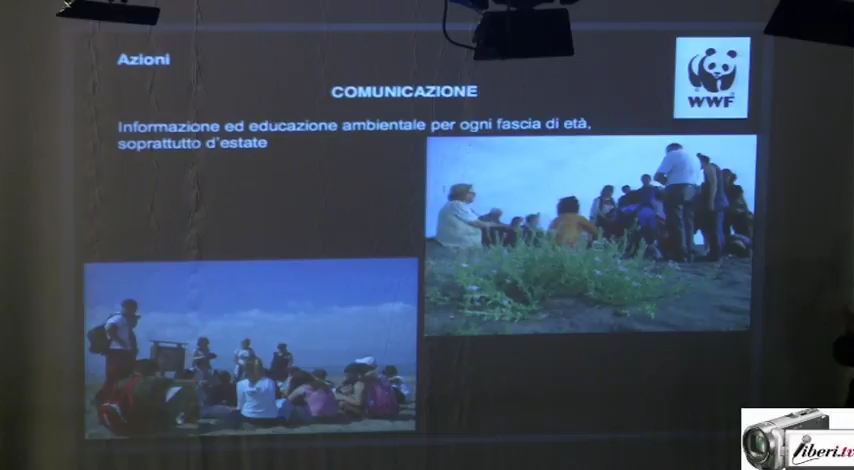 Azioni
COMUNICAZIONE
WWF
Informazione ed educazione ambientale per ogni fascia di età,
soprattutto d'estate
liberi.tv